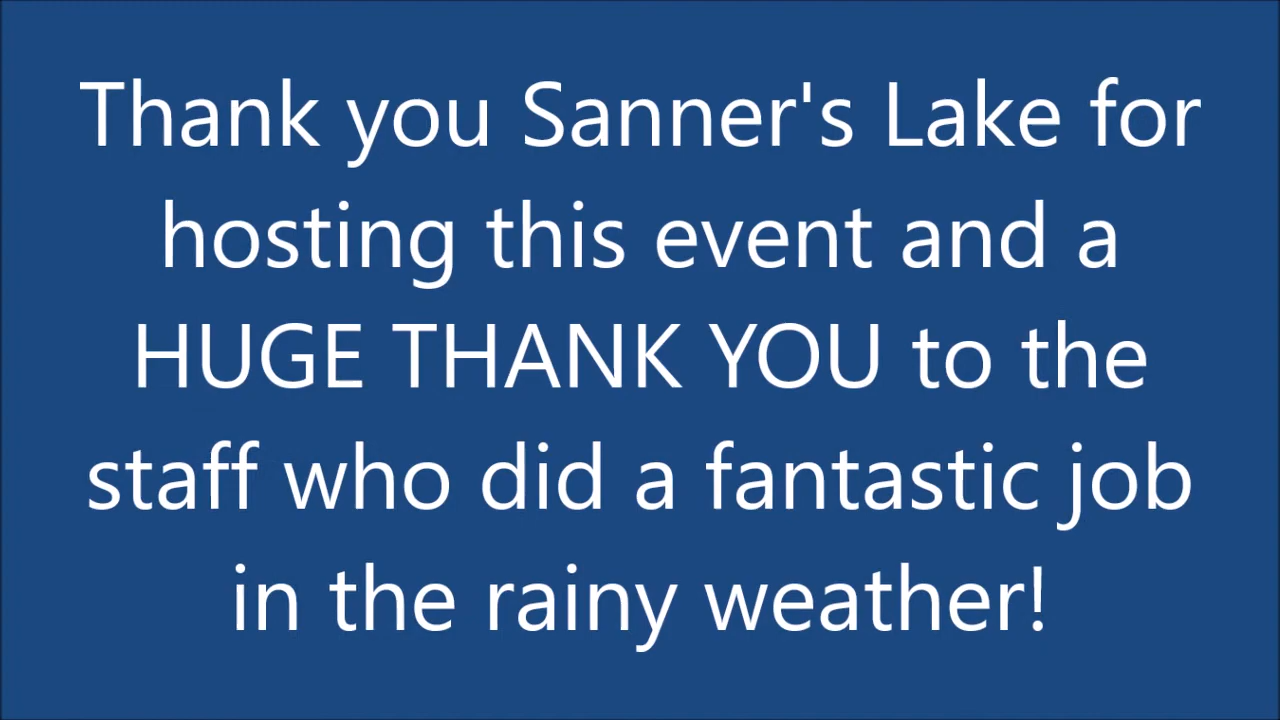 Thank you Sanner's Lake for
hosting this event and a
HUGE THANK YOU to the
staff who did a fantastic job
in the rainy weather!